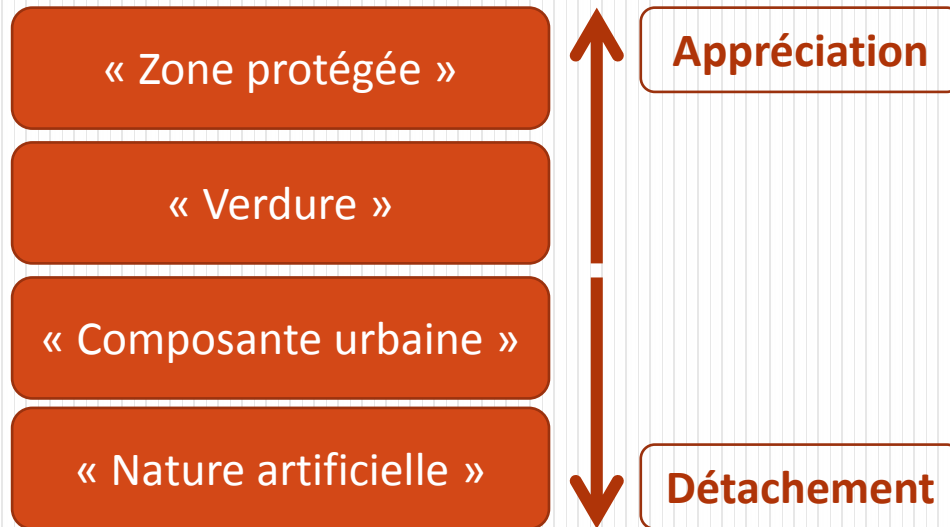 « Zone protégée »
Appréciation
« Verdure »
« Composante urbaine »
« Nature artificielle »
Détachement